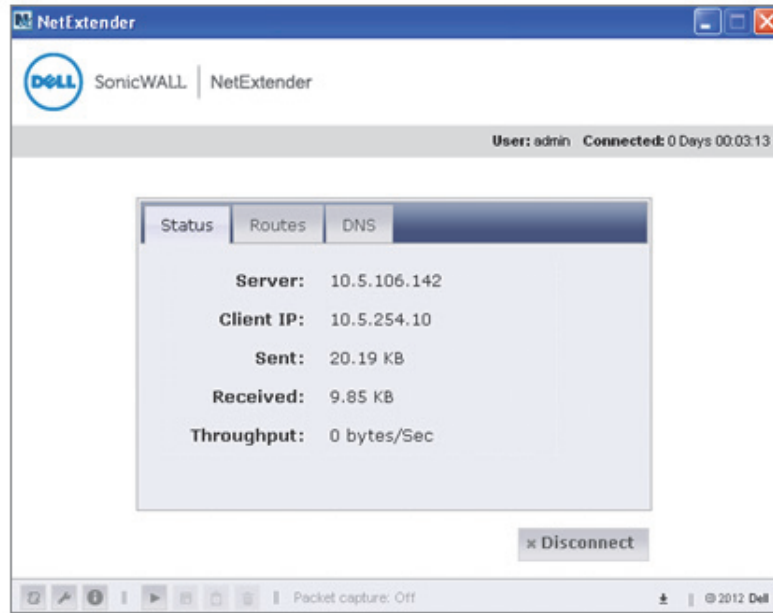 NetExtender
DELL SonicWALL | NetExtender
User: admin Connected: 0 Days 00:03:13
Status Routes DNS
Server: 10.5.106.142
Client IP: 10.5.254.10
Sent: 20.19 KB
Received: 9.85 KB
Throughput: 0 bytes/Sec
× Disconnect
Packet capture: Off
© 2012 Dell